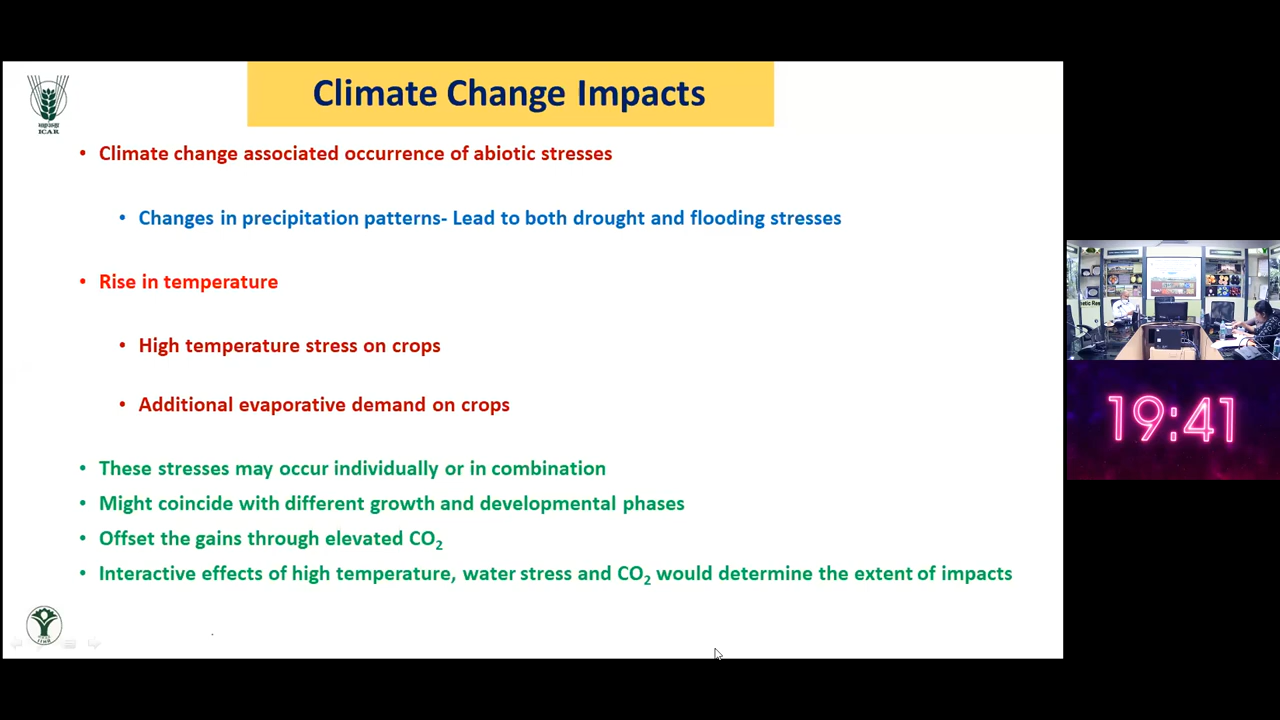 Climate Change Impacts
ICAR
• Climate change associated occurrence of abiotic stresses
• Changes in precipitation patterns- Lead to both drought and flooding stresses
• Rise in temperature
• High temperature stress on crops
• Additional evaporative demand on crops
• These stresses may occur individually or in combination
• Might coincide with different growth and developmental phases
• Offset the gains through elevated CO₂
• Interactive effects of high temperature, water stress and CO₂ would determine the extent of impacts
19:41